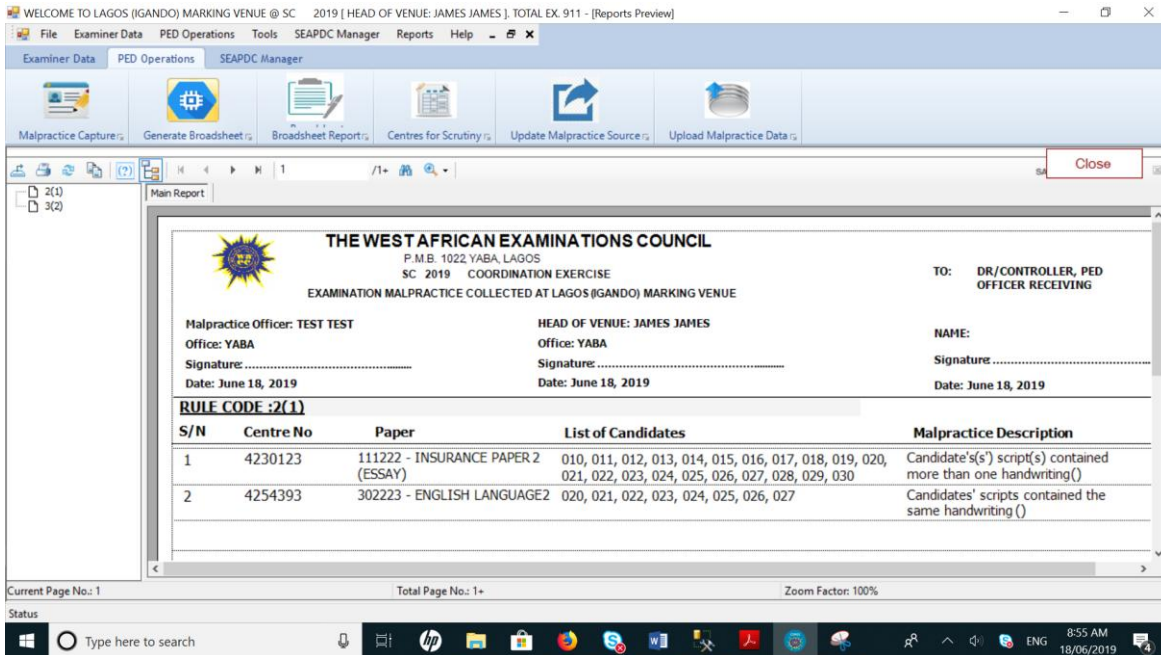 WELCOME TO LAGOS (IGANDO) MARKING VENUE @ SC 2019 [ HEAD OF VENUE: JAMES JAMES ]. TOTAL EX. 911 - [Reports Preview]
File Examiner Data PED Operations Tools SEAPDC Manager Reports Help
Examiner Data PED Operations SEAPDC Manager
Malpractice Capture Generate Broadsheet Broadsheet Report Centres for Scrutiny Update Malpractice Source Upload Malpractice Data
1 /1+ Close
2(1)
3(2)
Main Report
THE WEST AFRICAN EXAMINATIONS COUNCIL
P.M.B. 1022, YABA, LAGOS
SC 2019 COORDINATION EXERCISE
EXAMINATION MALPRACTICE COLLECTED AT LAGOS (IGANDO) MARKING VENUE
TO: DR/CONTROLLER, PED
OFFICER RECEIVING
Malpractice Officer: TEST TEST HEAD OF VENUE: JAMES JAMES NAME:
Office: YABA Office: YABA
Signature: ................................................ Signature: ................................................ Signature: ................................................
Date: June 18, 2019 Date: June 18, 2019 Date: June 18, 2019
RULE CODE :2(1)
S/N Centre No Paper List of Candidates Malpractice Description
1 4230123 111222 - INSURANCE PAPER 2 010, 011, 012, 013, 014, 015, 016, 017, 018, 019, 020, Candidate's(s') script(s) contained
(ESSAY) 021, 022, 023, 024, 025, 026, 027, 028, 029, 030 more than one handwriting()
2 4254393 302223 - ENGLISH LANGUAGE2 020, 021, 022, 023, 024, 025, 026, 027 Candidates' scripts contained the
same handwriting ()
Current Page No.: 1 Total Page No.: 1+ Zoom Factor: 100%
Status
Type here to search ENG 8:55 AM
18/06/2019